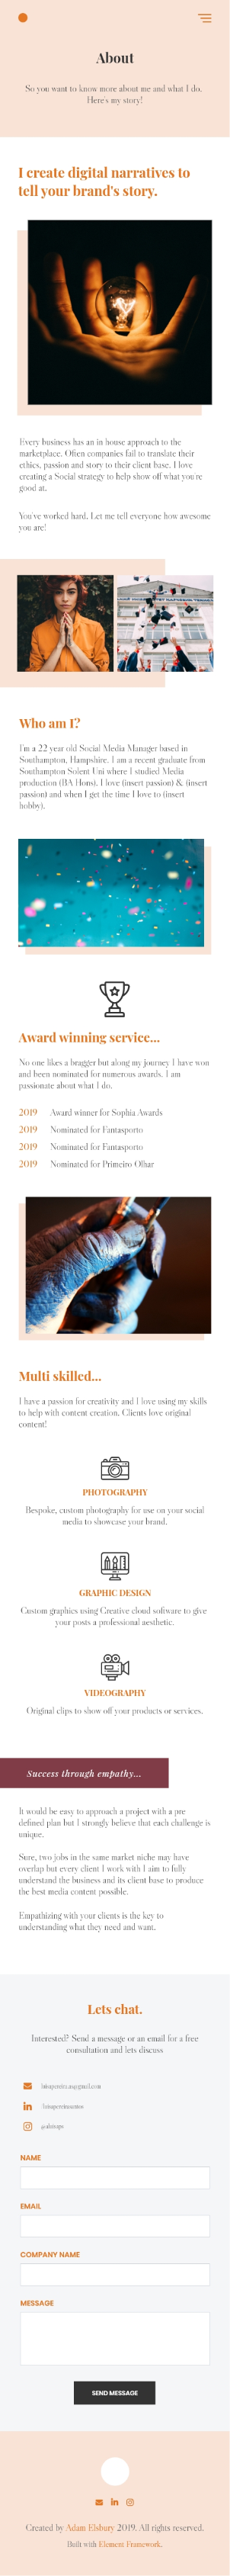 About
So you want to know more about me and what I do.
Here's my story!
I create digital narratives to
tell your brand's story.
Every business has an in house approach to the
marketplace. Often companies fail to translate their
ethics, passion and story to their client base. I love
creating a Social strategy to help show off what you're
good at.
You've worked hard. Let me tell everyone how awesome
you are!
Who am I?
I'm a 22 year old Social Media Manager based in
Southampton, Hampshire. I am a recent graduate from
Southampton Solent Uni where I studied Media
production (BA Hons). I love (insert passion) & (insert
passion) and when I get the time I love to (insert
hobby).
Award winning service...
No one likes a bragger but along my journey I have won
and been nominated for numerous awards. I am
passionate about what I do.
2019 Award winner for Sophia Awards
2019 Nominated for Fantasporto
2019 Nominated for Fantasporto
2019 Nominated for Primeiro Olhar
Multi skilled...
I have a passion for creativity and I love using my skills
to help with content creation. Clients love original
content!
PHOTOGRAPHY
Bespoke, custom photography for use on your social
media to showcase your brand.
GRAPHIC DESIGN
Custom graphics using Creative cloud software to give
your posts a professional aesthetic.
VIDEOGRAPHY
Original clips to show off your products or services.
Success through empathy...
It would be easy to approach a project with a pre
defined plan but I strongly believe that each challenge is
unique.
Sure, two jobs in the same market niche may have
overlap but every client I work with I aim to fully
understand the business and its client base to produce
the best media content possible.
Empathizing with your clients is the key to
understanding what they need and want.
Lets chat.
Interested? Send a message or an email for a free
consultation and lets discuss
NAME
EMAIL
COMPANY NAME
MESSAGE
SEND MESSAGE
Created by Adam Elsbury 2019. All rights reserved.
Built with Element Framework.